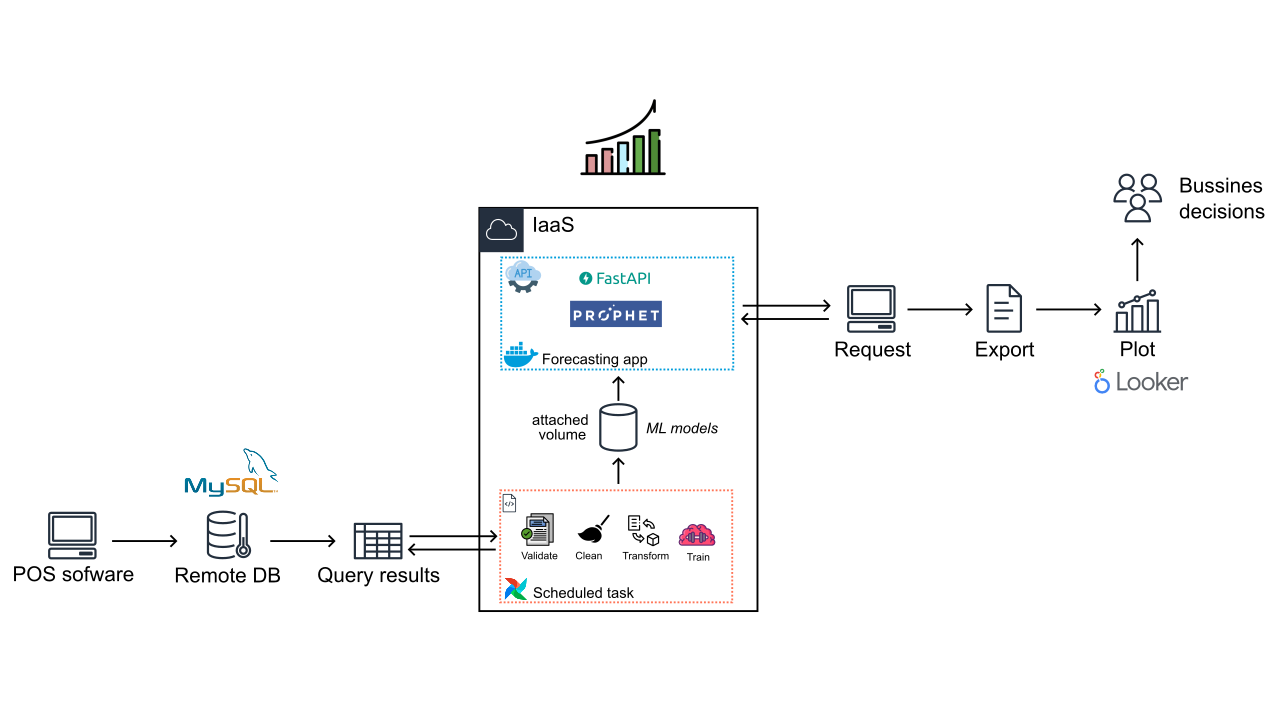 IaaS
API
FastAPI
PROPHET
Forecasting app
attached
volume
ML models
Validate
Clean
Transform
Train
Scheduled task
POS sofware
MySQL
Remote DB
Query results
Request
Export
Plot
Looker
Bussines
decisions